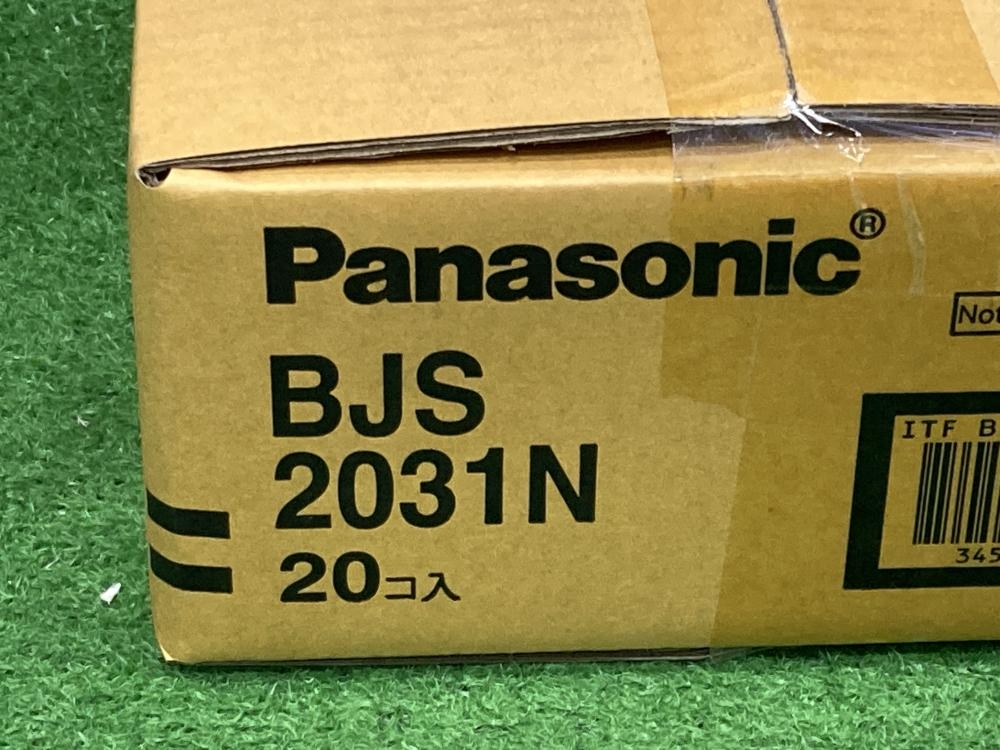 Panasonic®
BJS
2031N
20コ入
Not
ITF B
345